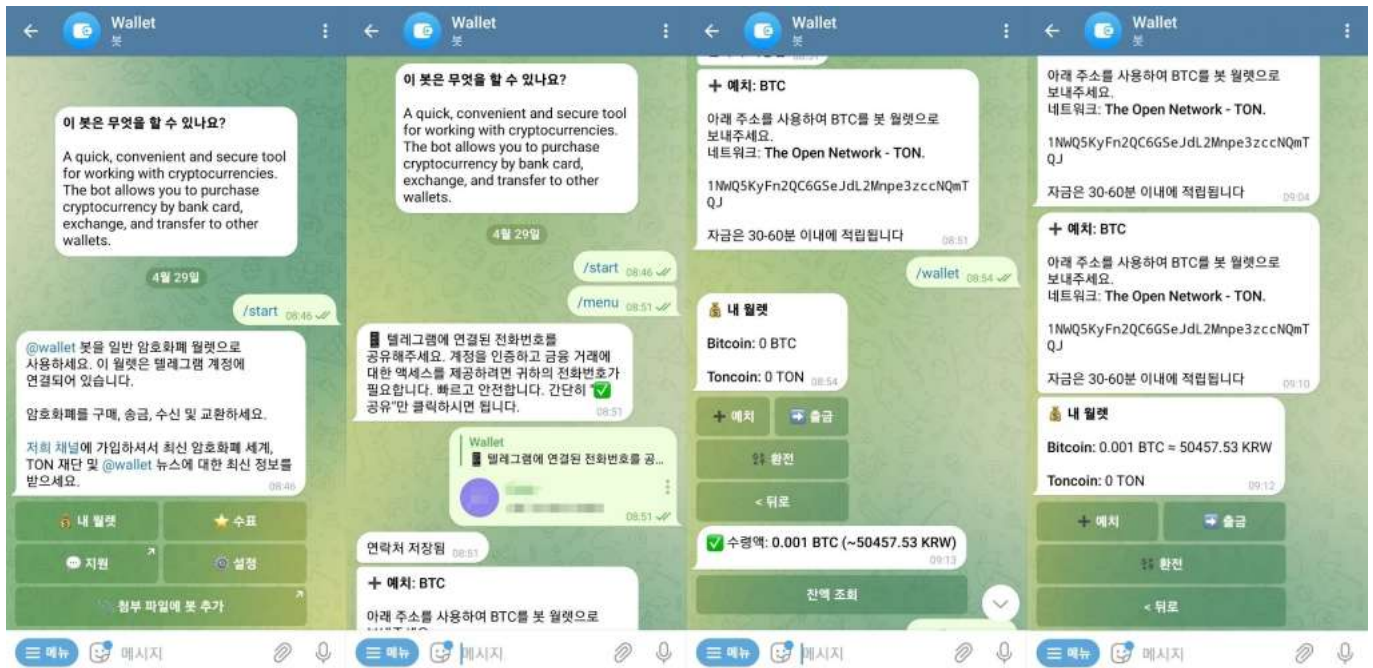 Wallet
봇
이 봇은 무엇을 할 수 있나요?
A quick, convenient and secure tool
for working with cryptocurrencies.
The bot allows you to purchase
cryptocurrency by bank card,
exchange, and transfer to other
wallets.
4월 29일
/start 08:46
@wallet 봇을 일반 암호화폐 월렛으로
사용하세요. 이 월렛은 텔레그램 계정에
연결되어 있습니다.
암호화폐를 구매, 송금, 수신 및 교환하세요.
저희 채널에 가입하셔서 최신 암호화폐 세계,
TON 재단 및 @wallet 뉴스에 대한 최신 정보를
받으세요.
08:46
내 월렛
수표
지원
설정
첨부 파일에 봇 추가
메뉴
메시지
Wallet
봇
이 봇은 무엇을 할 수 있나요?
A quick, convenient and secure tool
for working with cryptocurrencies.
The bot allows you to purchase
cryptocurrency by bank card,
exchange, and transfer to other
wallets.
4월 29일
/start 08:46
/menu 08:51
텔레그램에 연결된 전화번호를
공유해주세요. 계정을 인증하고 금융 거래에
대한 액세스를 제공하려면 귀하의 전화번호가
필요합니다. 빠르고 안전합니다. 간단히 "✅
공유"만 클릭하시면 됩니다.
08:51
Wallet
텔레그램에 연결된 전화번호를 공...
08:51
연락처 저장됨 08:51
➕ 예치: BTC
아래 주소를 사용하여 BTC를 봇 월렛으로
메뉴
메시지
Wallet
봇
➕ 예치: BTC
아래 주소를 사용하여 BTC를 봇 월렛으로
보내주세요.
네트워크: The Open Network - TON.
1NWQ5KyFn2QC6GSeJdL2Mnpe3zccNQmT
QJ
자금은 30-60분 이내에 적립됩니다
08:51
/wallet 08:54
내 월렛
Bitcoin: 0 BTC
Toncoin: 0 TON 08:54
➕ 예치
➡ 출금
환전
< 뒤로
✅ 수령액: 0.001 BTC (~50457.53 KRW)
09:13
잔액 조회
메뉴
메시지
Wallet
봇
아래 주소를 사용하여 BTC를 봇 월렛으로
보내주세요.
네트워크: The Open Network - TON.
1NWQ5KyFn2QC6GSeJdL2Mnpe3zccNQmT
QJ
자금은 30-60분 이내에 적립됩니다
09:04
➕ 예치: BTC
아래 주소를 사용하여 BTC를 봇 월렛으로
보내주세요.
네트워크: The Open Network - TON.
1NWQ5KyFn2QC6GSeJdL2Mnpe3zccNQmT
QJ
자금은 30-60분 이내에 적립됩니다
09:10
내 월렛
Bitcoin: 0.001 BTC ≈ 50457.53 KRW
Toncoin: 0 TON
09:12
➕ 예치
➡ 출금
환전
< 뒤로
메뉴
메시지